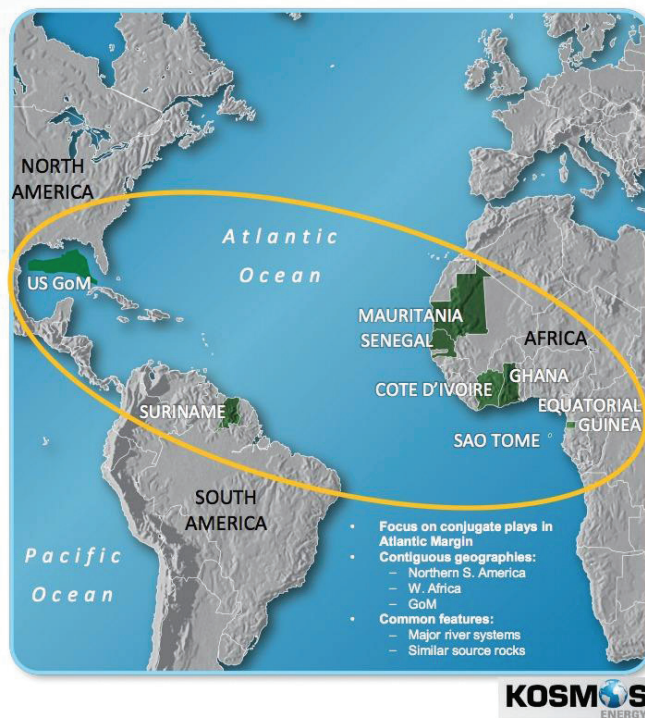 NORTH
AMERICA
Atlantic
Ocean
US GoM
MAURITANIA
SENEGAL
AFRICA
COTE D'IVOIRE
GHANA
EQUATORIAL
GUINEA
SURINAME
SAO TOME
SOUTH
AMERICA
Pacific
Ocean
• Focus on conjugate plays in
Atlantic Margin
• Contiguous geographies:
– Northern S. America
– W. Africa
– GoM
• Common features:
– Major river systems
– Similar source rocks
KOSMOS
ENERGY